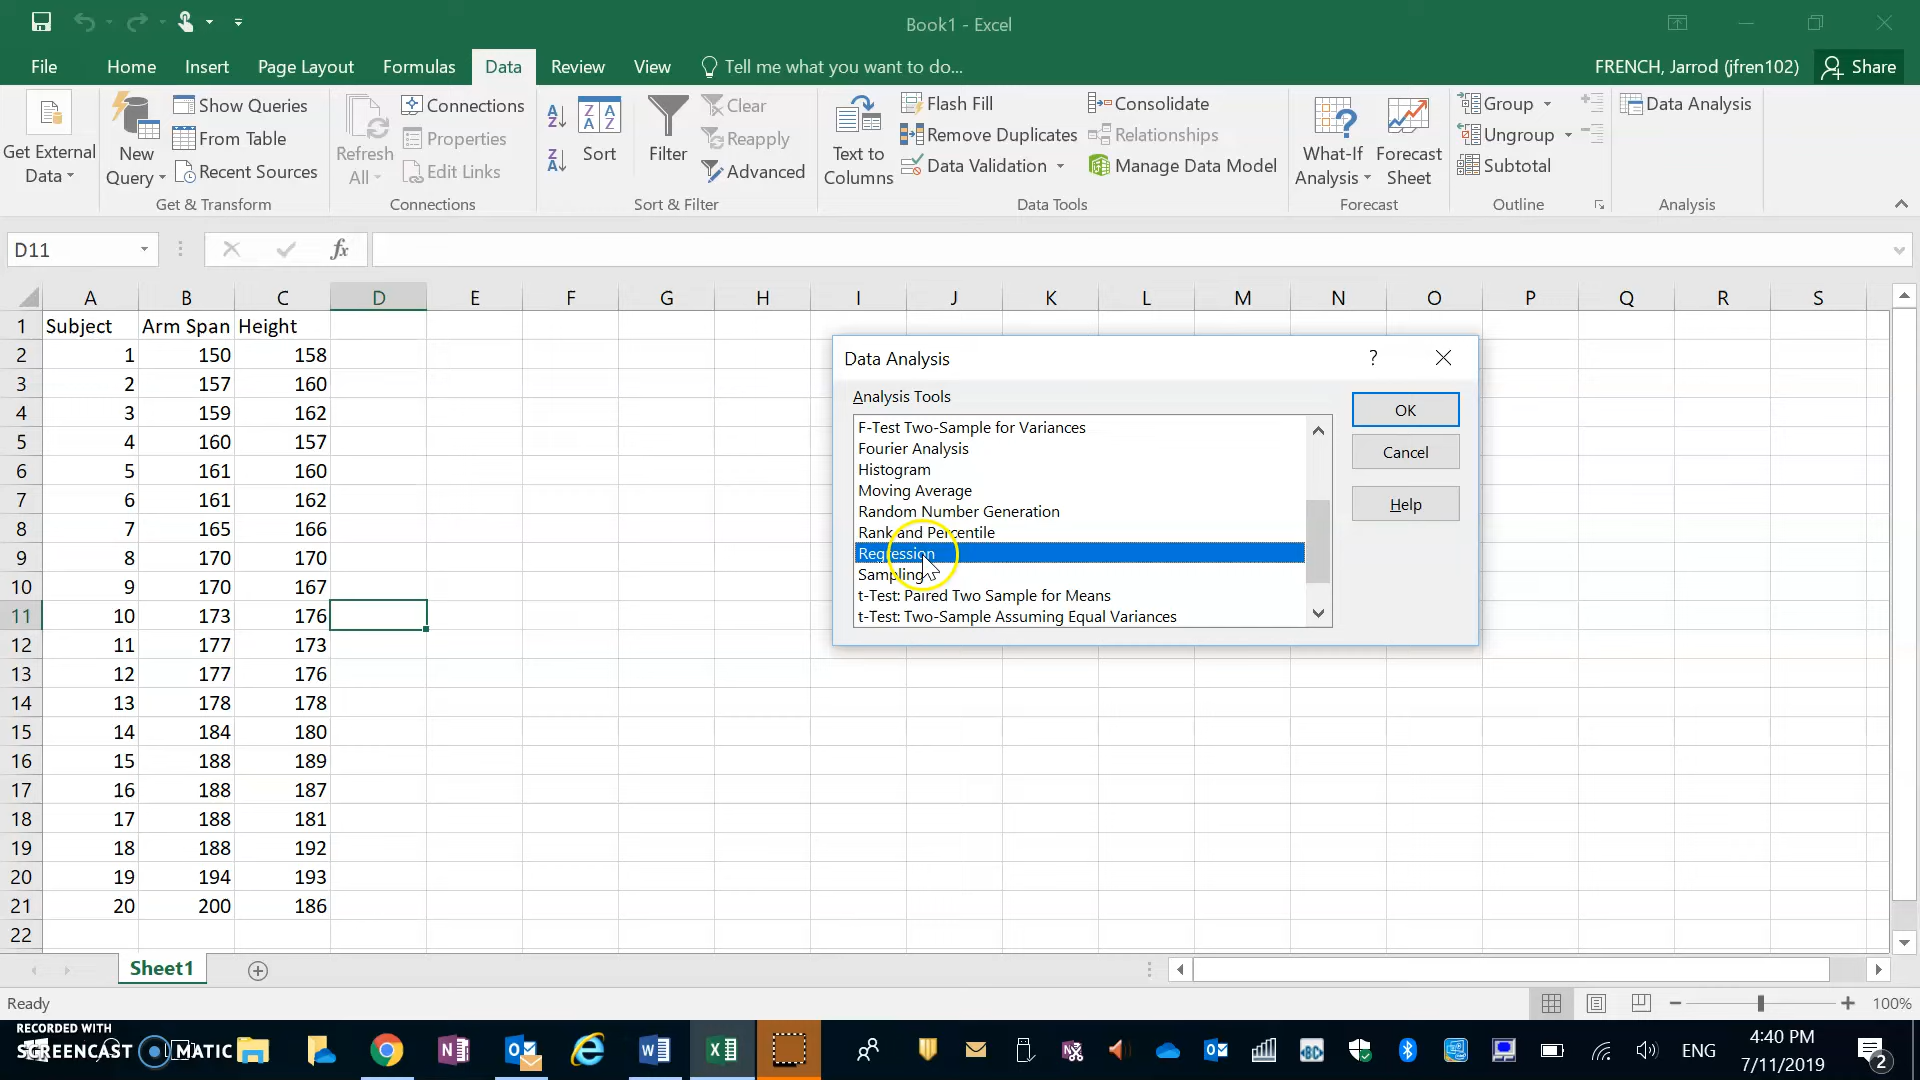 Book1 - Excel
File Home Insert Page Layout Formulas Data Review View Tell me what you want to do... FRENCH, Jarrod (jfren102) Share
Get External Data
New Query
Show Queries
From Table
Recent Sources
Get & Transform
Refresh All
Connections
Properties
Edit Links
Connections
A Z
Z A
Z A
A Z
Sort
Filter
Clear
Reapply
Advanced
Sort & Filter
Text to Columns
Flash Fill
Remove Duplicates
Data Validation
Consolidate
Relationships
Manage Data Model
Data Tools
What-If Analysis
Forecast Sheet
Forecast
Group
Ungroup
Subtotal
Outline
Data Analysis
Analysis
D11 fx
A B C D E F G H I J K L M N O P Q R S
1 Subject Arm Span Height
2 1 150 158
3 2 157 160
4 3 159 162
5 4 160 157
6 5 161 160
7 6 161 162
8 7 165 166
9 8 170 170
10 9 170 167
11 10 173 176
12 11 177 173
13 12 177 176
14 13 178 178
15 14 184 180
16 15 188 189
17 16 188 187
18 17 188 181
19 18 188 192
20 19 194 193
21 20 200 186
22
Data Analysis ?
Analysis Tools
F-Test Two-Sample for Variances
Fourier Analysis
Histogram
Moving Average
Random Number Generation
Rank and Percentile
Regression
Sampling
t-Test: Paired Two Sample for Means
t-Test: Two-Sample Assuming Equal Variances
OK
Cancel
Help
Sheet1
Ready 100%
RECORDED WITH
SCREENCAST MATIC
ENG
4:40 PM
7/11/2019
2